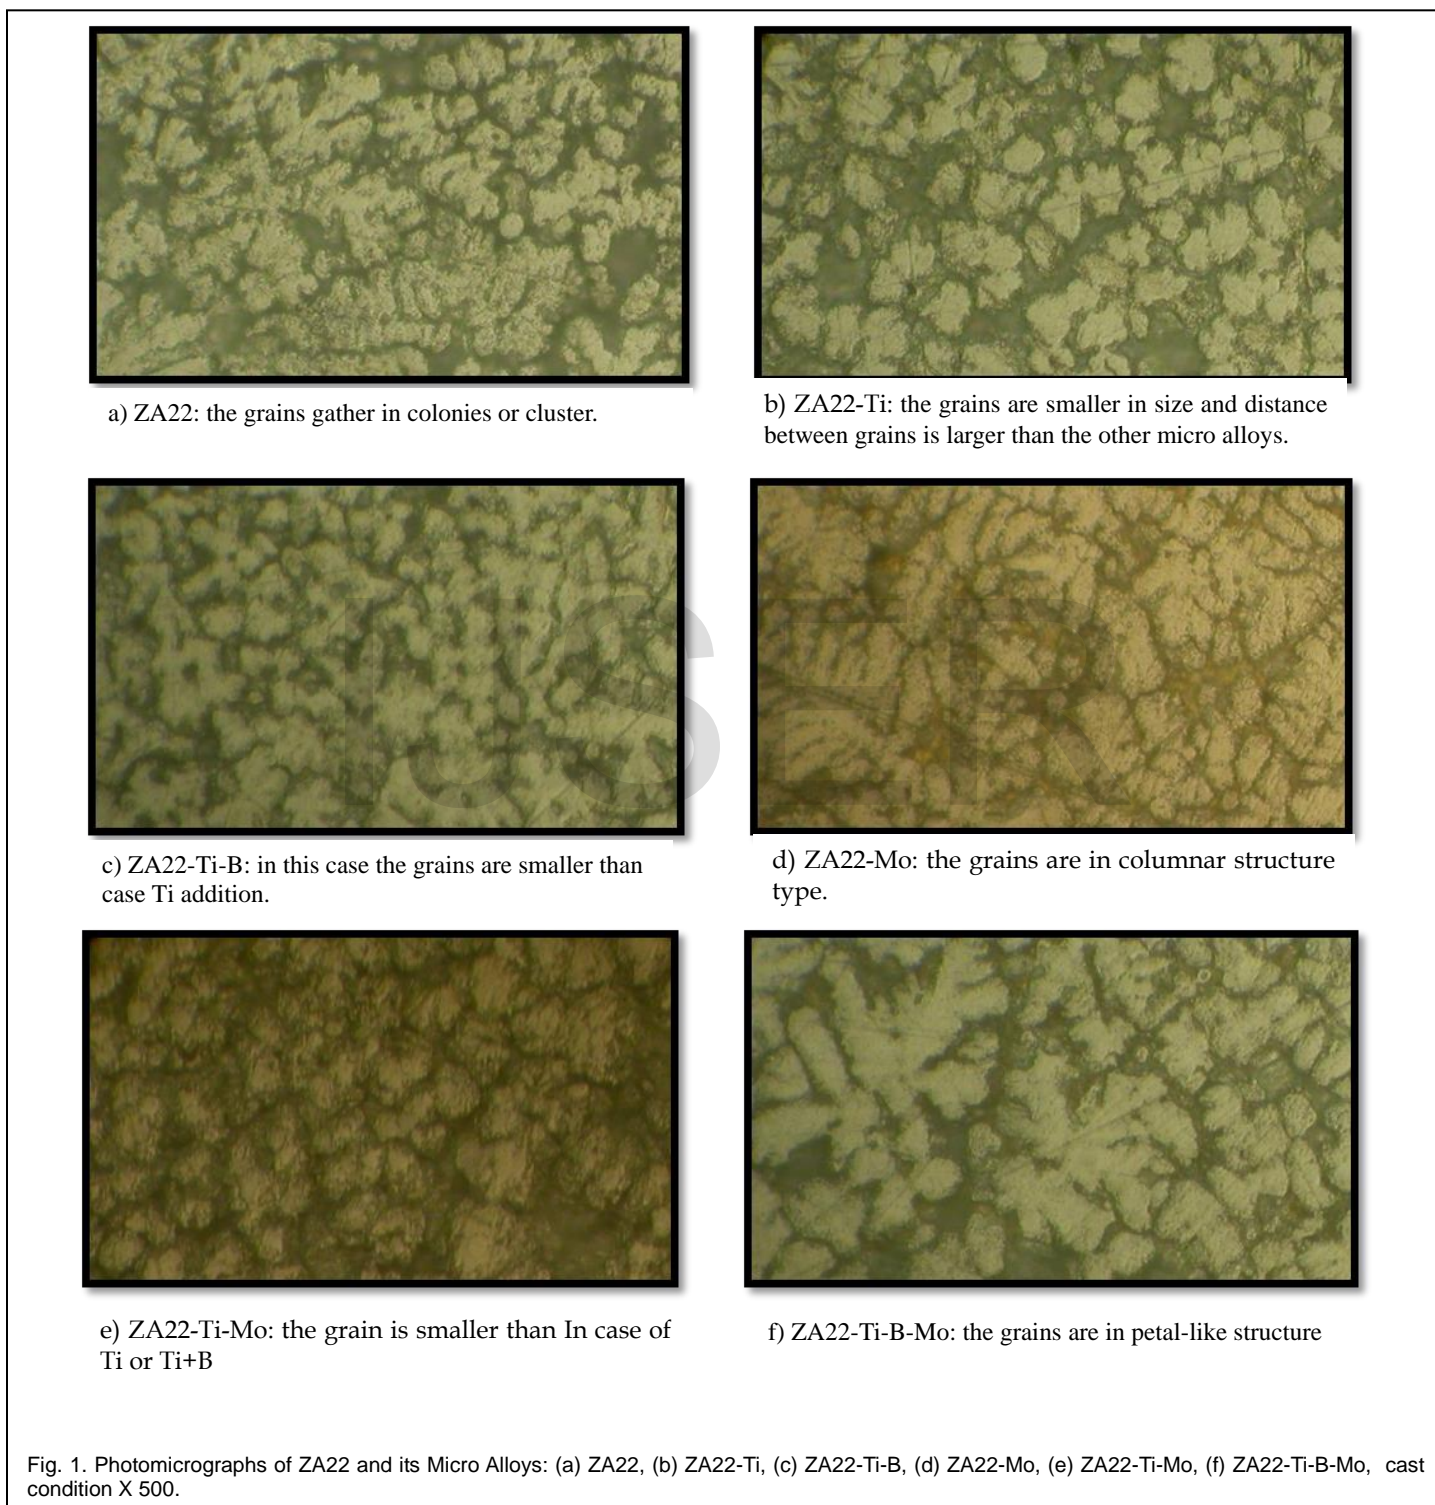 a) ZA22: the grains gather in colonies or cluster.
b) ZA22-Ti: the grains are smaller in size and distance
between grains is larger than the other micro alloys.
IJSER
c) ZA22-Ti-B: in this case the grains are smaller than
case Ti addition.
d) ZA22-Mo: the grains are in columnar structure
type.
e) ZA22-Ti-Mo: the grain is smaller than In case of
Ti or Ti+B
f) ZA22-Ti-B-Mo: the grains are in petal-like structure
Fig. 1. Photomicrographs of ZA22 and its Micro Alloys: (a) ZA22, (b) ZA22-Ti, (c) ZA22-Ti-B, (d) ZA22-Mo, (e) ZA22-Ti-Mo, (f) ZA22-Ti-B-Mo, cast
condition X 500.